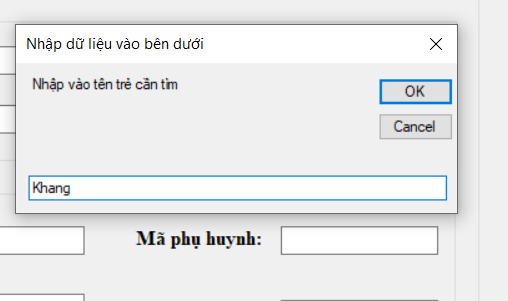 Nhập dữ liệu vào bên dưới
Nhập vào tên trẻ cần tìm
OK
Cancel
Khang
Mã phụ huynh: